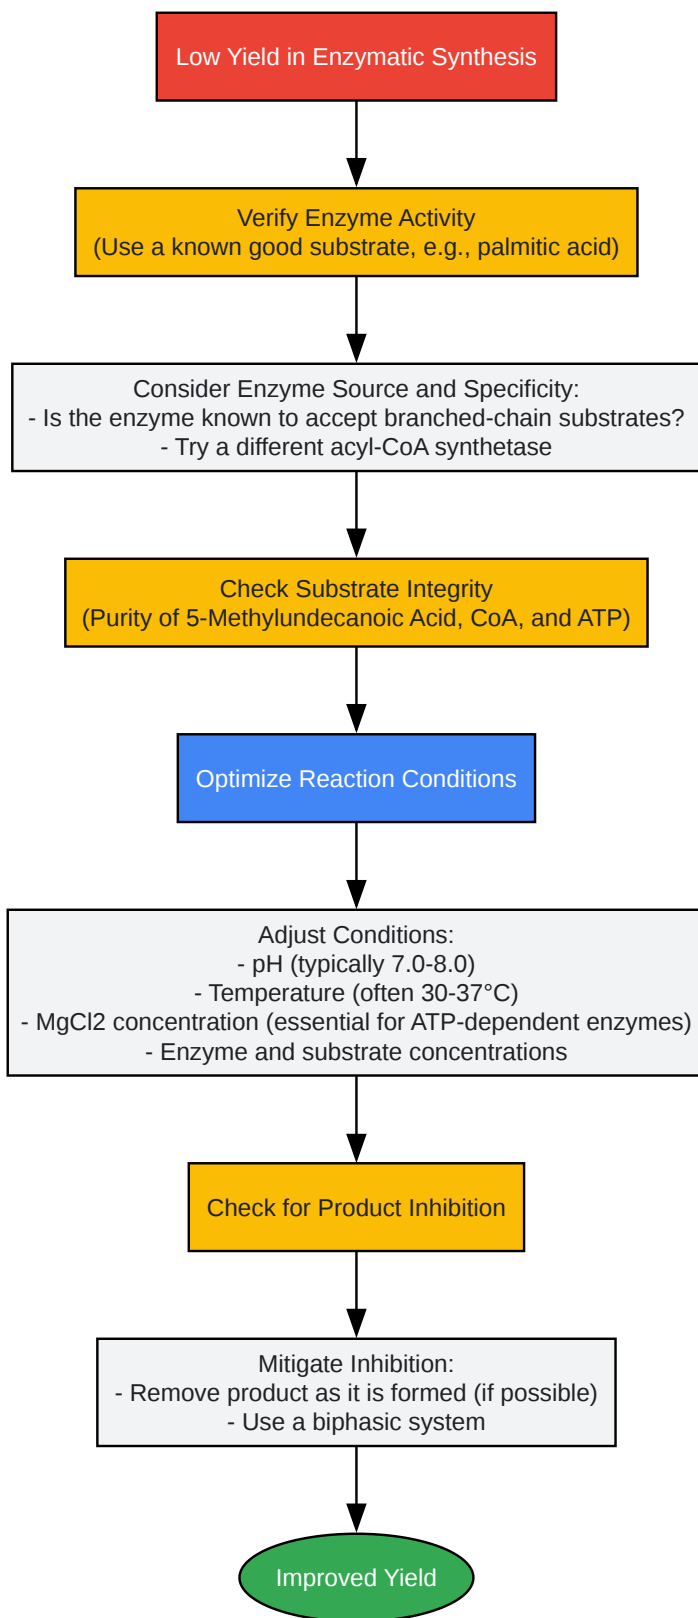 Low Yield in Enzymatic Synthesis
Verify Enzyme Activity
(Use a known good substrate, e.g., palmitic acid)
Consider Enzyme Source and Specificity:
- Is the enzyme known to accept branched-chain substrates?
- Try a different acyl-CoA synthetase
Check Substrate Integrity
(Purity of 5-Methylundecanoic Acid, CoA, and ATP)
Optimize Reaction Conditions
Adjust Conditions:
- pH (typically 7.0-8.0)
- Temperature (often 30-37°C)
- MgCl2 concentration (essential for ATP-dependent enzymes)
- Enzyme and substrate concentrations
Check for Product Inhibition
Mitigate Inhibition:
- Remove product as it is formed (if possible)
- Use a biphasic system
Improved Yield